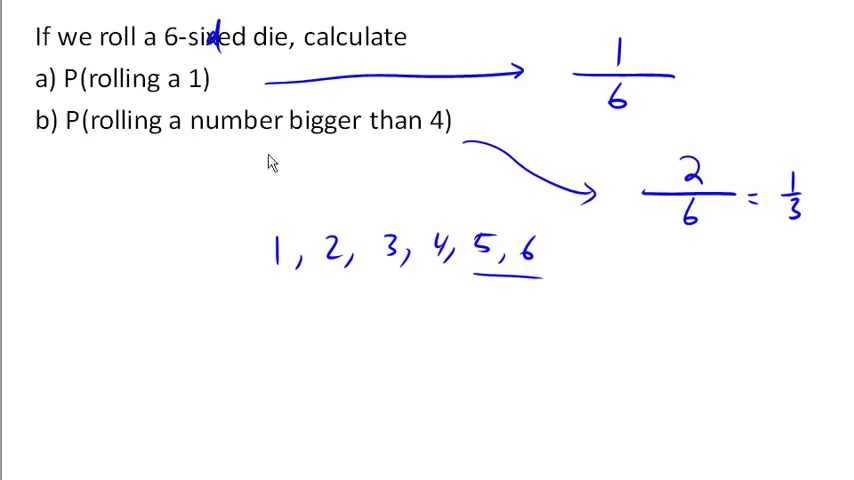 If we roll a 6-sided die, calculate
a) P(rolling a 1)
1
6
b) P(rolling a number bigger than 4)
2
6
= 1
3
1, 2, 3, 4, 5, 6